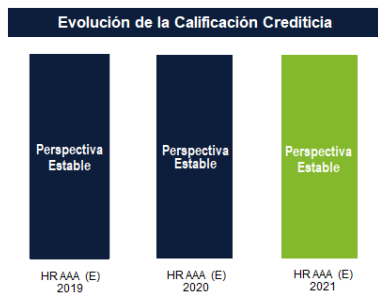 Evolución de la Calificación Crediticia
Perspectiva
Estable
Perspectiva
Estable
Perspectiva
Estable
HR AAA (E)
2019
HR AAA (E)
2020
HR AAA (E)
2021